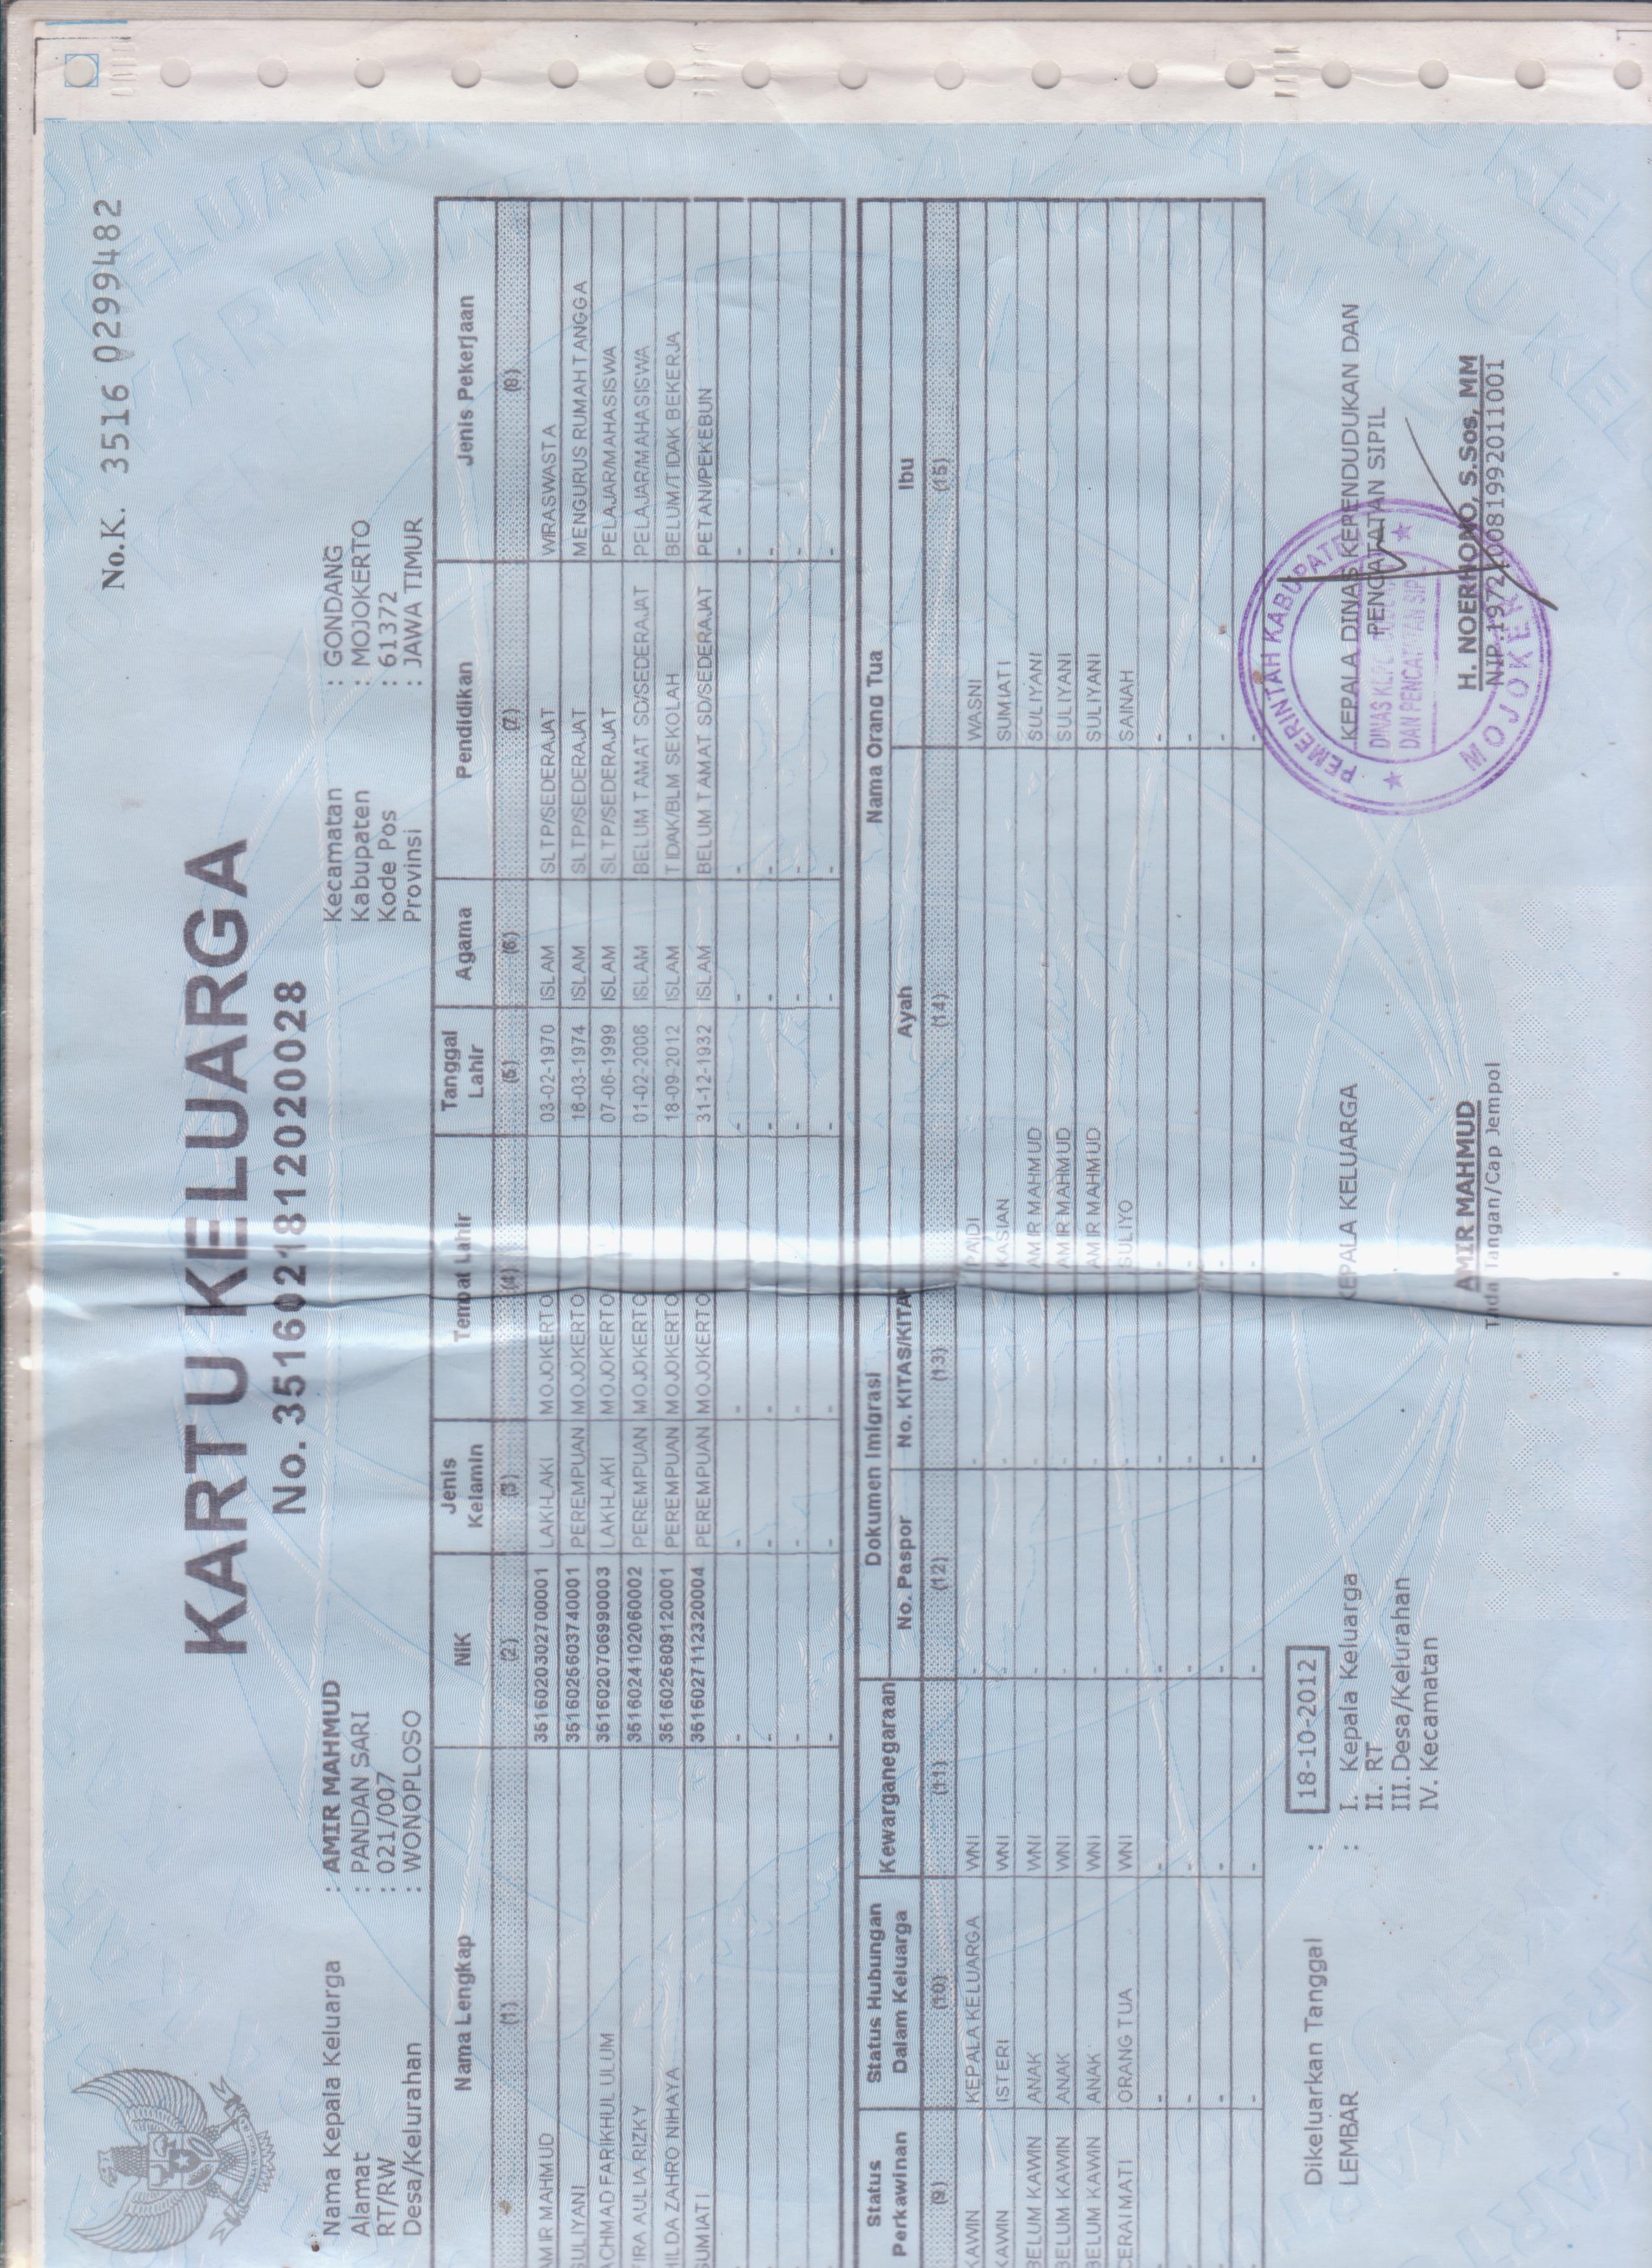 No.K. 3516 0299482
KARTU KELUARGA
No. 3516021812020028
Nama Kepala Keluarga : AMIR MAHMUD
Alamat : PANDAN SARI
RT/RW : 021/007
Desa/Kelurahan : WONOPLOSO
Kecamatan : GONDANG
Kabupaten : MOJOKERTO
Kode Pos : 61372
Provinsi : JAWA TIMUR
Nama Lengkap NIK Jenis Kelamin Tempat Lahir Tanggal Lahir Agama Pendidikan Jenis Pekerjaan
(1) (2) (3) (4) (5) (6) (7) (8)
AMIR MAHMUD 3516020302700001 LAKI-LAKI MOJOKERTO 03-02-1970 ISLAM SLTP/SEDERAJAT WIRASWASTA
SULIYANI 3516025603740001 PEREMPUAN MOJOKERTO 16-03-1974 ISLAM SLTP/SEDERAJAT MENGURUS RUMAH TANGGA
ACHMAD FARIKHUL ULUM 3516020706990003 LAKI-LAKI MOJOKERTO 07-06-1999 ISLAM SLTP/SEDERAJAT PELAJAR/MAHASISWA
IRA AULIA RIZKY 3516024102060002 PEREMPUAN MOJOKERTO 01-02-2006 ISLAM BELUM TAMAT SD/SEDERAJAT PELAJAR/MAHASISWA
HILDA ZAHRO NIHAYA 3516025809120001 PEREMPUAN MOJOKERTO 18-09-2012 ISLAM TIDAK/BLM SEKOLAH BELUM/TIDAK BEKERJA
SUMIATI 3516027112320004 PEREMPUAN MOJOKERTO 31-12-1932 ISLAM BELUM TAMAT SD/SEDERAJAT PETANI/PEKEBUN
- - - - - - - -
- - - - - - - -
- - - - - - - -
- - - - - - - -
Status Perkawinan Status Hubungan Dalam Keluarga Kewarganegaraan Dokumen Imigrasi Nama Orang Tua
No. Paspor No. KITAS/KITA Ayah Ibu
(9) (10) (11) (12) (13) (14) (15)
KAWIN KEPALA KELUARGA WNI - - PAIDI WASNI
KAWIN ISTERI WNI - - KASIAN SUMIATI
BELUM KAWIN ANAK WNI - - AMIR MAHMUD SULIYANI
BELUM KAWIN ANAK WNI - - AMIR MAHMUD SULIYANI
BELUM KAWIN ANAK WNI - - AMIR MAHMUD SULIYANI
CERAI MATI ORANG TUA WNI - - SULIYO SAINAH
- - - - - - -
- - - - - - -
- - - - - - -
- - - - - - -
Dikeluarkan Tanggal : 18-10-2012
LEMBAR : I. Kepala Keluarga
II. RT
III. Desa/Kelurahan
IV. Kecamatan
KEPALA KELUARGA
AMIR MAHMUD
Tanda Tangan/Cap Jempol
KEPALA DINAS KEPENDUDUKAN DAN
PENCATATAN SIPIL
PEMERINTAH KABUPATEN
DAN PENCATATAN SIPIL
MOJOKERTO
H. NOERHONO, S.Sos, MM
NIP.197210081992011001